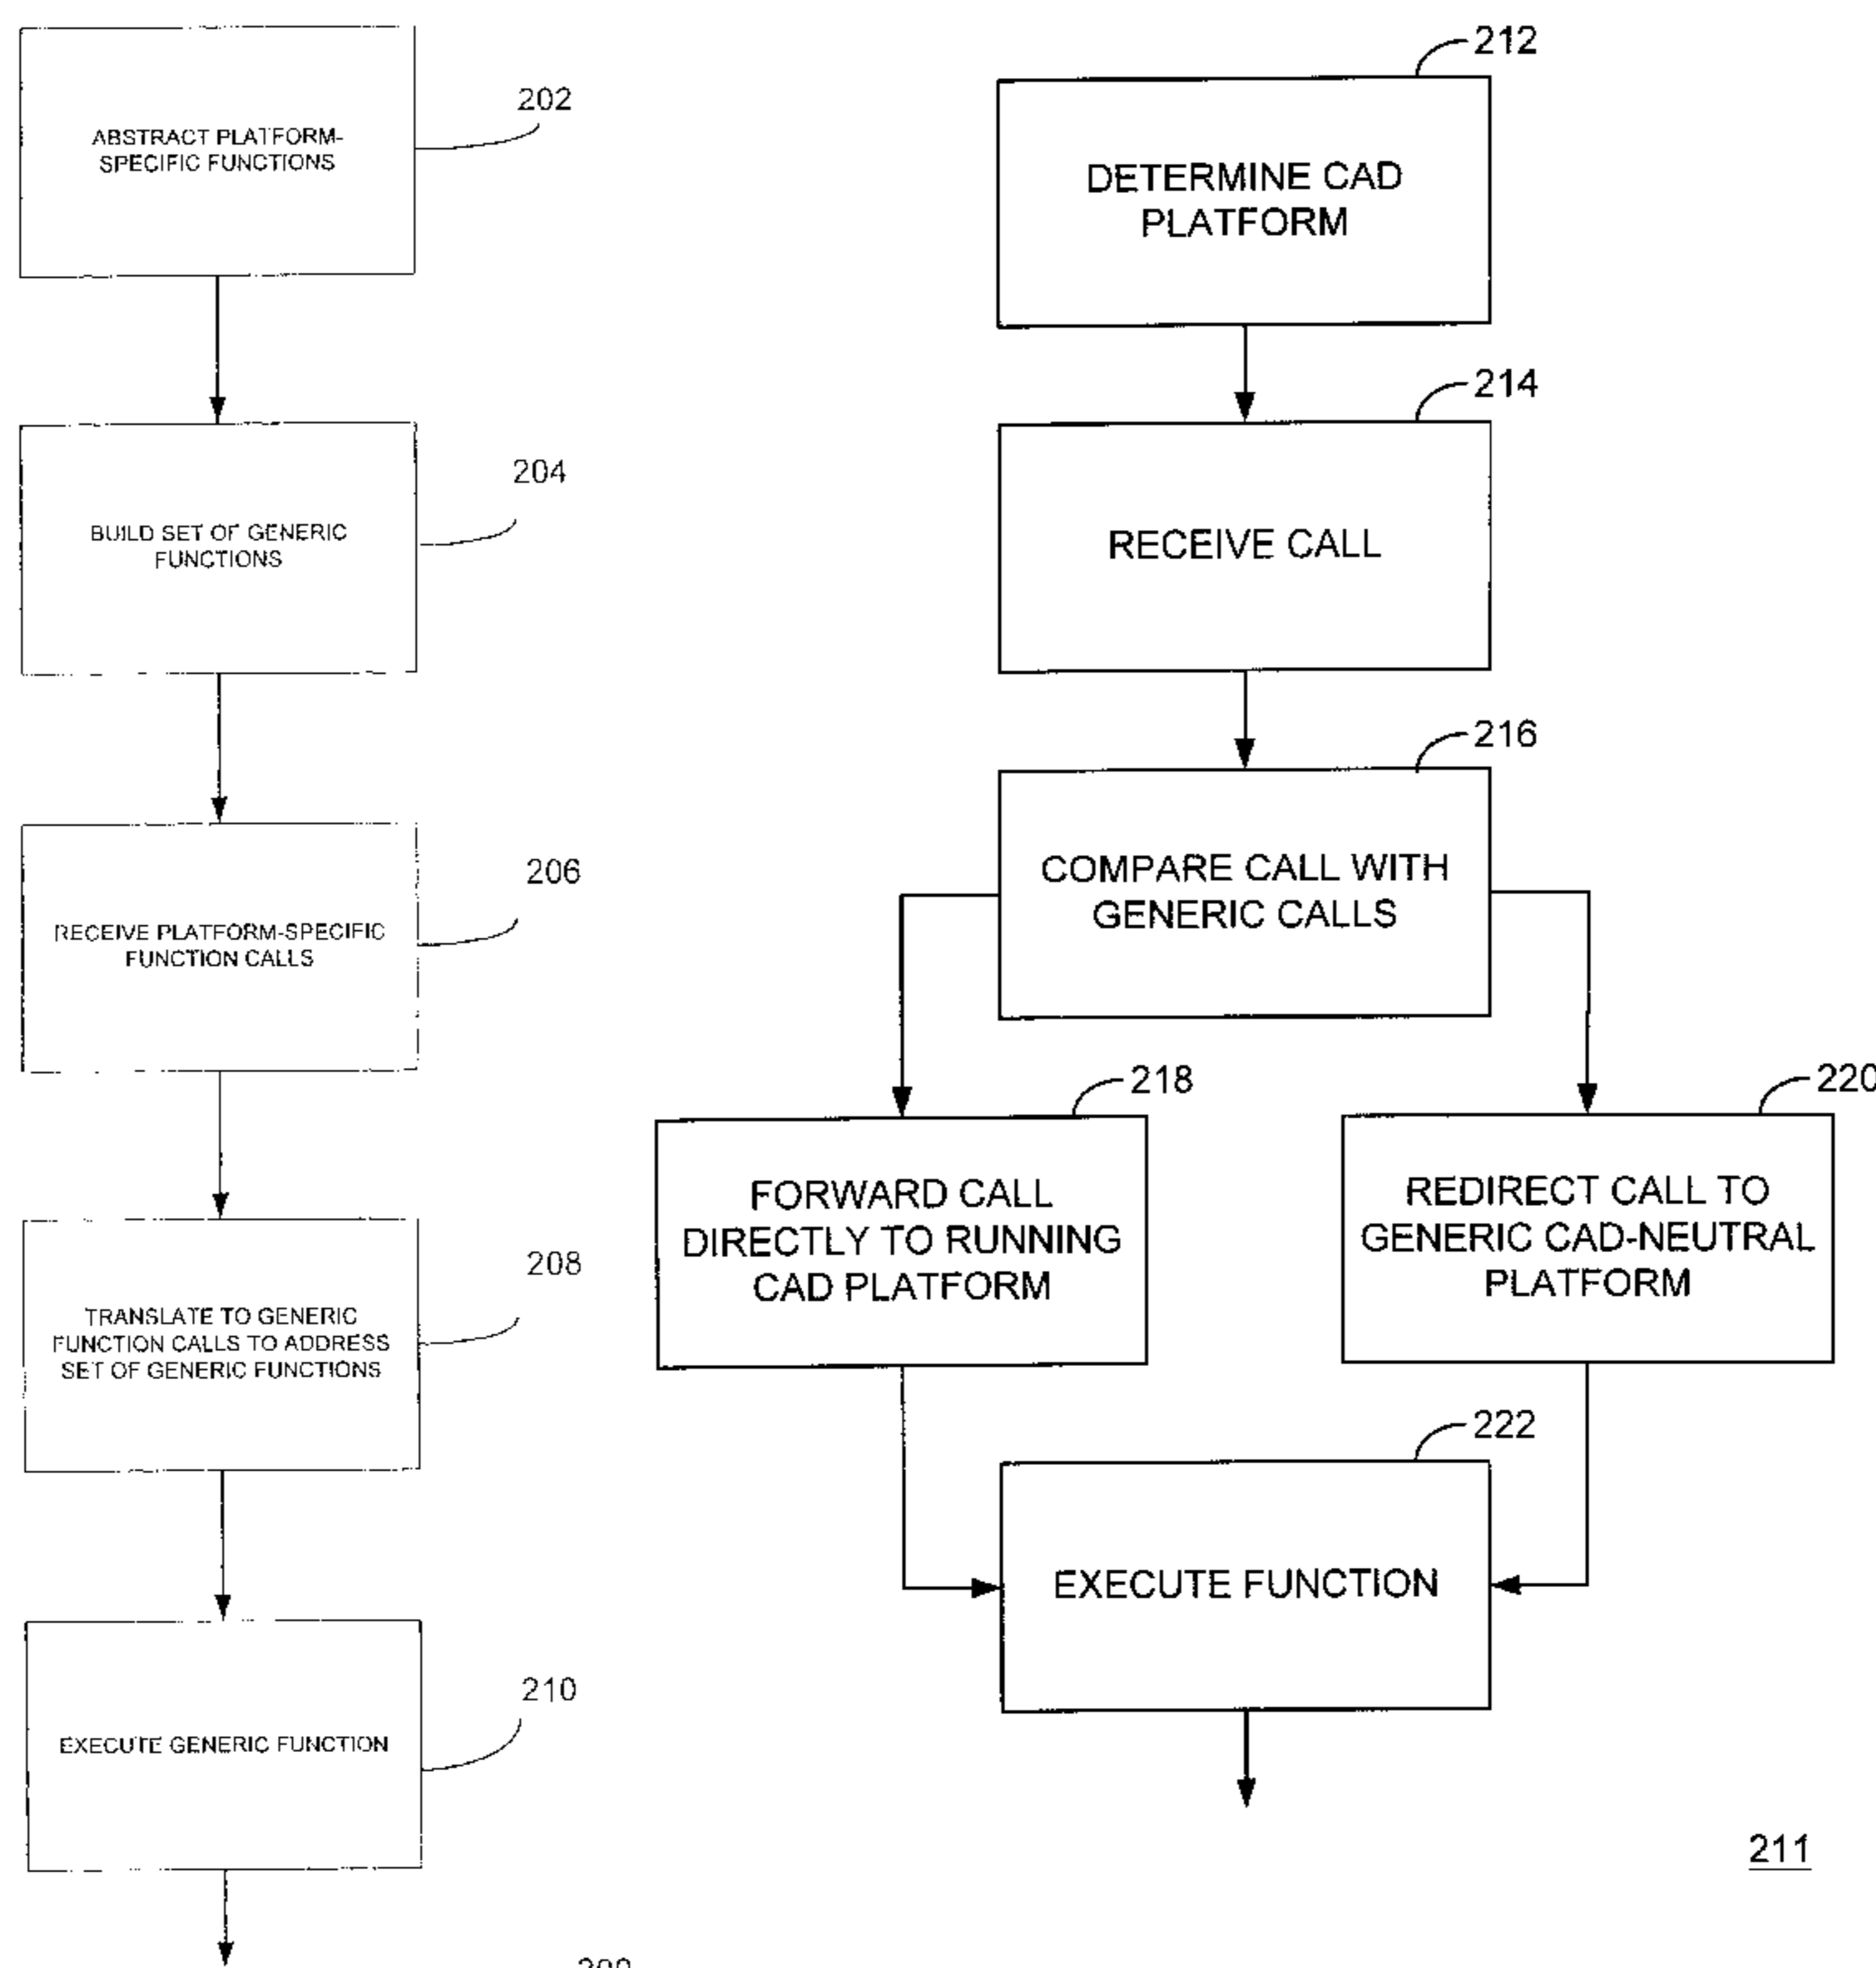 202
ABSTRACT PLATFORM-
SPECIFIC FUNCTIONS
204
BUILD SET OF GENERIC
FUNCTIONS
206
RECEIVE PLATFORM-SPECIFIC
FUNCTION CALLS
208
TRANSLATE TO GENERIC
FUNCTION CALLS TO ADDRESS
SET OF GENERIC FUNCTIONS
210
EXECUTE GENERIC FUNCTION
212
DETERMINE CAD
PLATFORM
214
RECEIVE CALL
216
COMPARE CALL WITH
GENERIC CALLS
218
FORWARD CALL
DIRECTLY TO RUNNING
CAD PLATFORM
220
REDIRECT CALL TO
GENERIC CAD-NEUTRAL
PLATFORM
222
EXECUTE FUNCTION
211